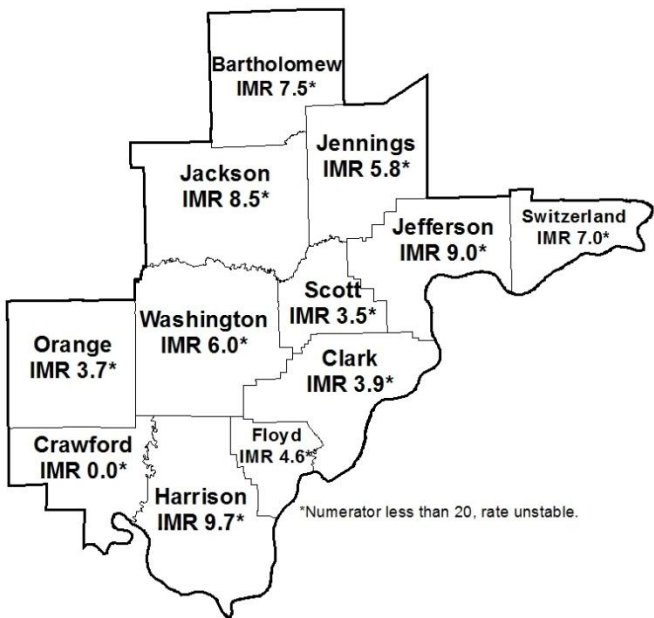 Bartholomew
IMR 7.5*
Jennings
IMR 5.8*
Jackson
IMR 8.5*
Jefferson
IMR 9.0*
Switzerland
IMR 7.0*
Scott
IMR 3.5*
Washington
IMR 6.0*
Orange
IMR 3.7*
Clark
IMR 3.9*
Crawford
IMR 0.0*
Floyd
IMR 4.6*
Harrison
IMR 9.7*
*Numerator less than 20, rate unstable.